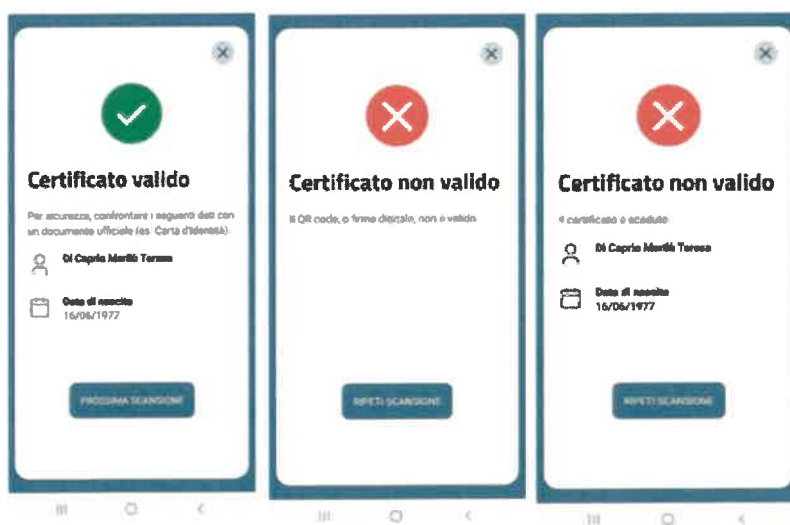 Certificato valido
Per sicurezza, confrontare i seguenti dati con
un documento ufficiale (es. Carta d'Identità).
Di Caprio Marilù Teresa
Data di nascita
16/06/1977
PROSSIMA SCANSIONE
Certificato non valido
Il QR code, o firma digitale, non è valido
RIPETI SCANSIONE
Certificato non valido
Il certificato è scaduto
Di Caprio Marilù Teresa
Data di nascita
16/06/1977
RIPETI SCANSIONE